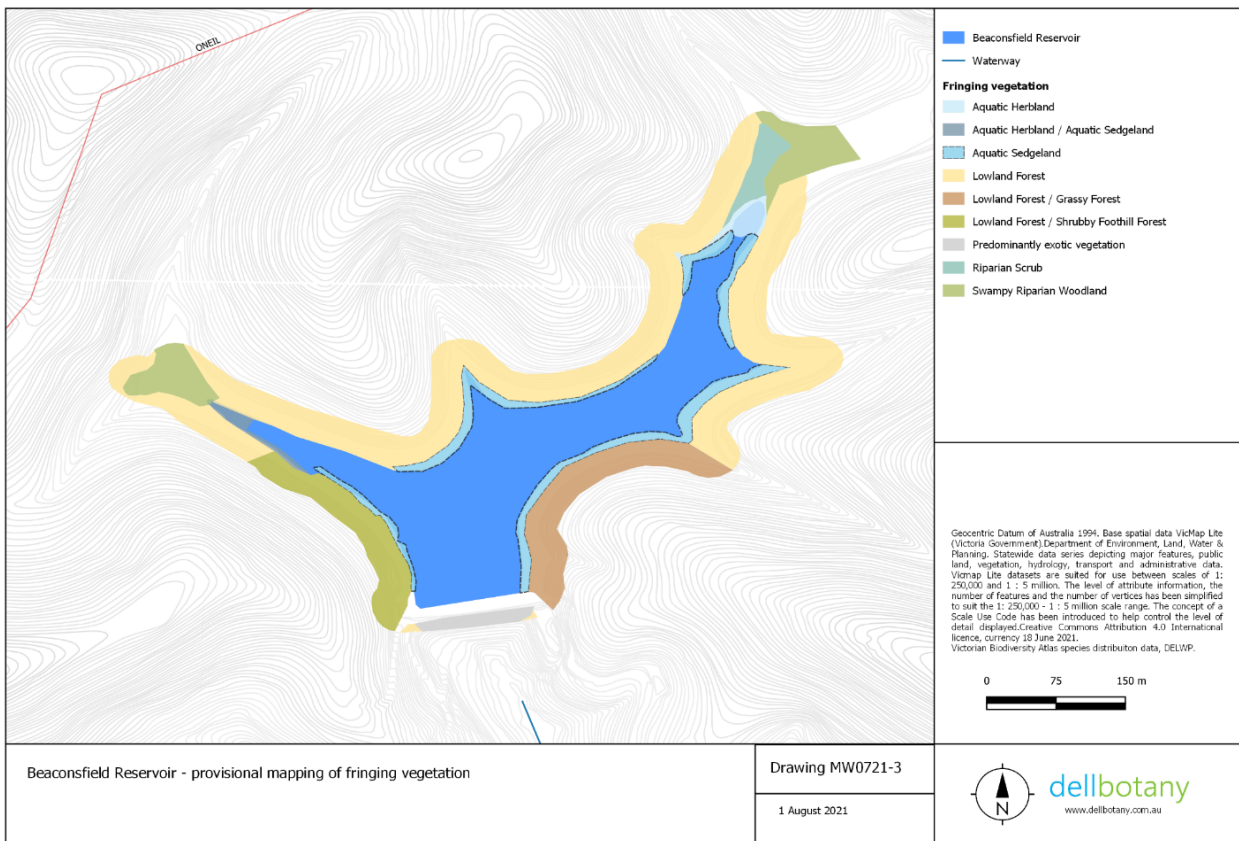 ONEIL
Beaconsfield Reservoir
Waterway
Fringing vegetation
Aquatic Herbland
Aquatic Herbland / Aquatic Sedgeland
Aquatic Sedgeland
Lowland Forest
Lowland Forest / Grassy Forest
Lowland Forest / Shrubby Foothill Forest
Predominantly exotic vegetation
Riparian Scrub
Swampy Riparian Woodland
Geocentric Datum of Australia 1994. Base spatial data VicMap Lite
(Victoria Government).Department of Environment, Land, Water &
Planning. Statewide data series depicting major features, public
land, vegetation, hydrology, transport and administrative data.
Vicmap Lite datasets are suited for use between scales of 1:
250,000 and 1 : 5 million. The level of attribute information, the
number of features and the number of vertices has been simplified
to suit the 1: 250,000 - 1 : 5 million scale range. The concept of a
Scale Use Code has been introduced to help control the level of
detail displayed.Creative Commons Attribution 4.0 International
licence, currency 18 June 2021.
Victorian Biodiversity Atlas species distribuiton data, DELWP.
0 75 150 m
Beaconsfield Reservoir - provisional mapping of fringing vegetation
Drawing MW0721-3
1 August 2021
N
dellbotany
www.dellbotany.com.au